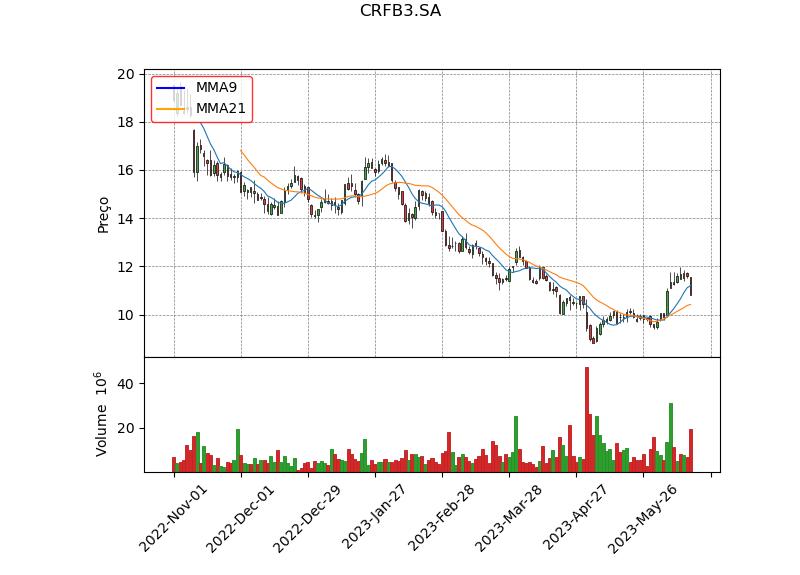 CRFB3.SA
MMA9
MMA21
20
18
16
14
12
10
Preço
40
20
Volume 10^6
2022-Nov-01
2022-Dec-01
2022-Dec-29
2023-Jan-27
2023-Feb-28
2023-Mar-28
2023-Apr-27
2023-May-26